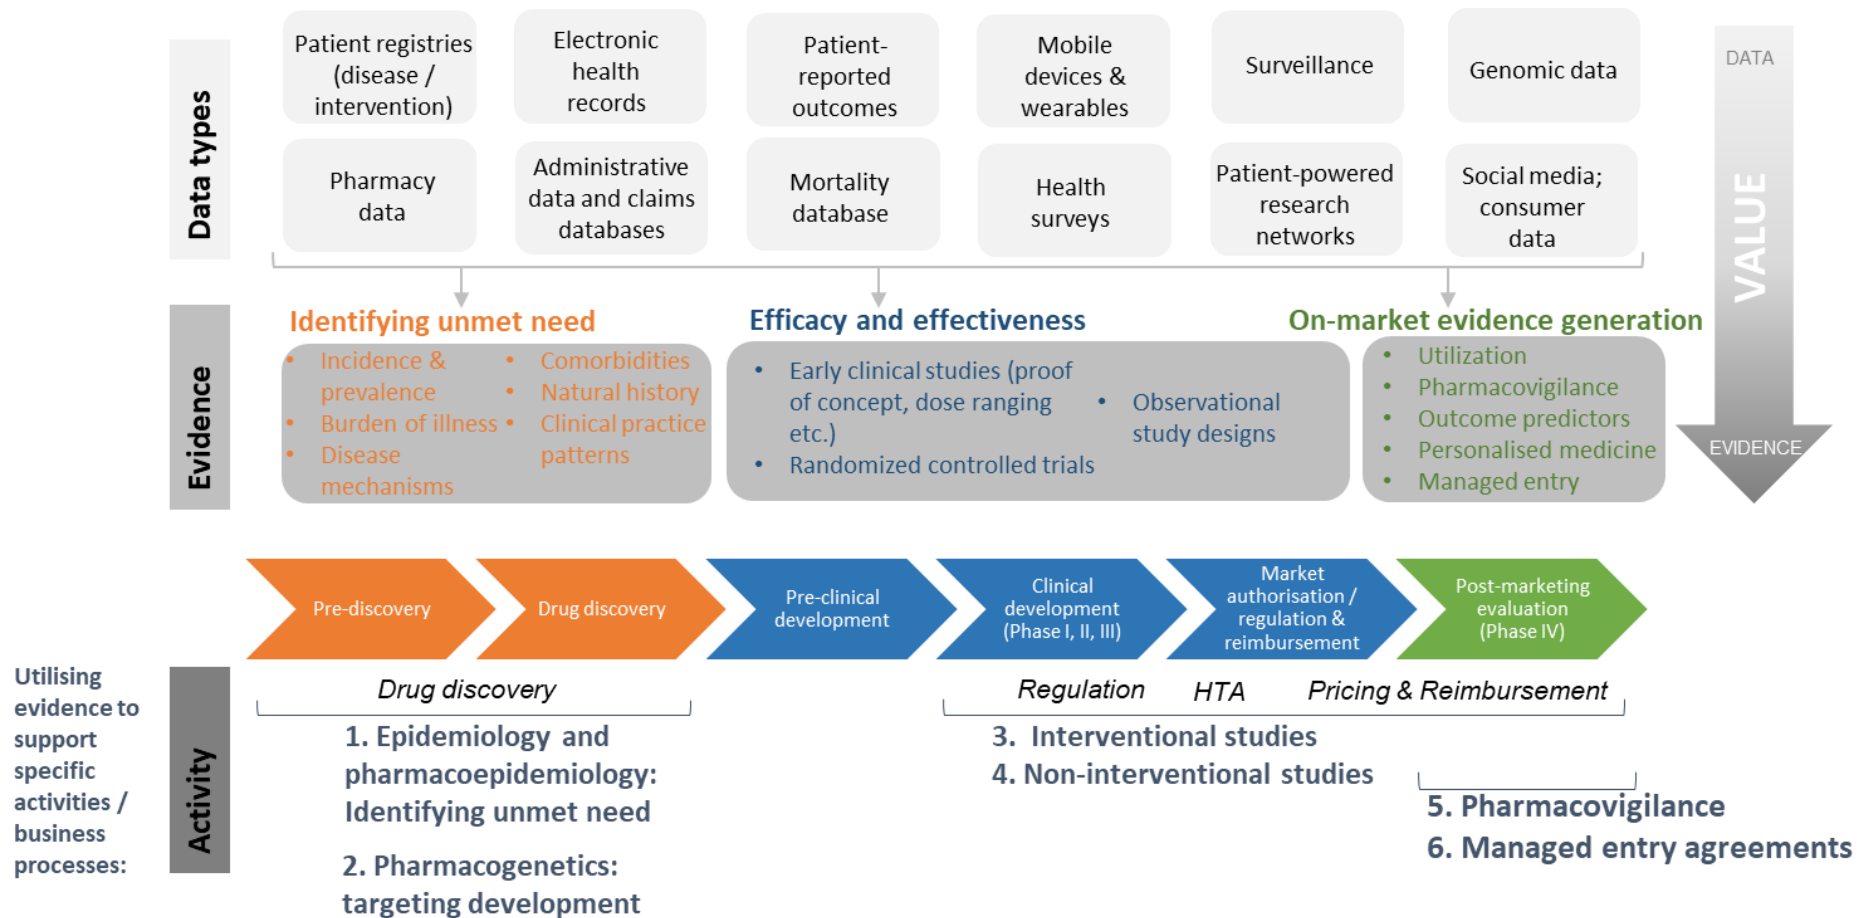 Data types
Patient registries
(disease /
intervention)
Electronic
health
records
Patient-
reported
outcomes
Mobile
devices &
wearables
Surveillance
Genomic data
Pharmacy
data
Administrative
data and claims
databases
Mortality
database
Health
surveys
Patient-powered
research
networks
Social media;
consumer
data
DATA
VALUE
EVIDENCE
Evidence
Identifying unmet need
• Incidence &
prevalence
• Burden of illness
• Disease
mechanisms
• Comorbidities
• Natural history
• Clinical practice
patterns
Efficacy and effectiveness
• Early clinical studies (proof
of concept, dose ranging
etc.)
• Randomized controlled trials
• Observational
study designs
On-market evidence generation
• Utilization
• Pharmacovigilance
• Outcome predictors
• Personalised medicine
• Managed entry
Pre-discovery
Drug discovery
Pre-clinical
development
Clinical
development
(Phase I, II, III)
Market
authorisation /
regulation &
reimbursement
Post-marketing
evaluation
(Phase IV)
Utilising
evidence to
support
specific
activities /
business
processes:
Activity
Drug discovery
1. Epidemiology and
pharmacoepidemiology:
Identifying unmet need
2. Pharmacogenetics:
targeting development
Regulation
HTA
Pricing & Reimbursement
3. Interventional studies
4. Non-interventional studies
5. Pharmacovigilance
6. Managed entry agreements